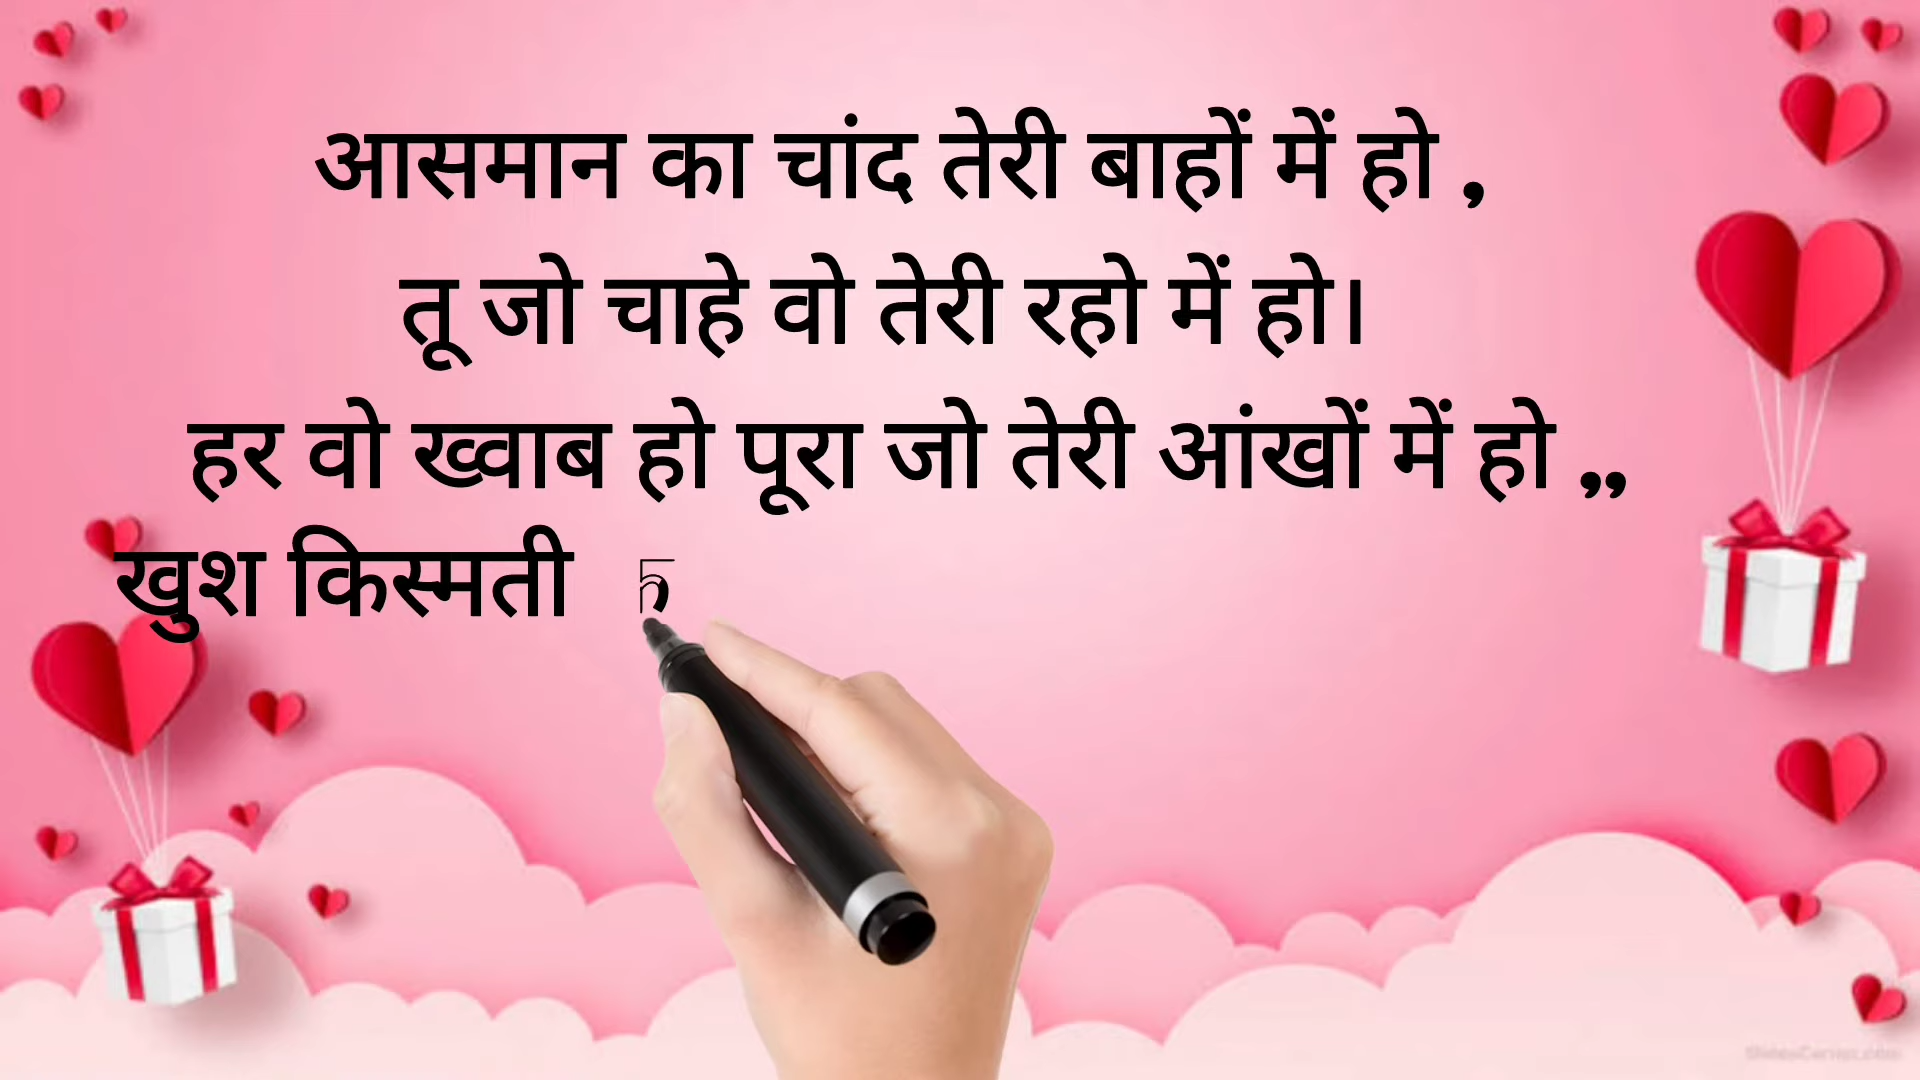 आसमान का चांद तेरी बाहों में हो ,
तू जो चाहे वो तेरी रहो में हो।
हर वो ख्वाब हो पूरा जो तेरी आंखों में हो ,,
खुश किस्मती